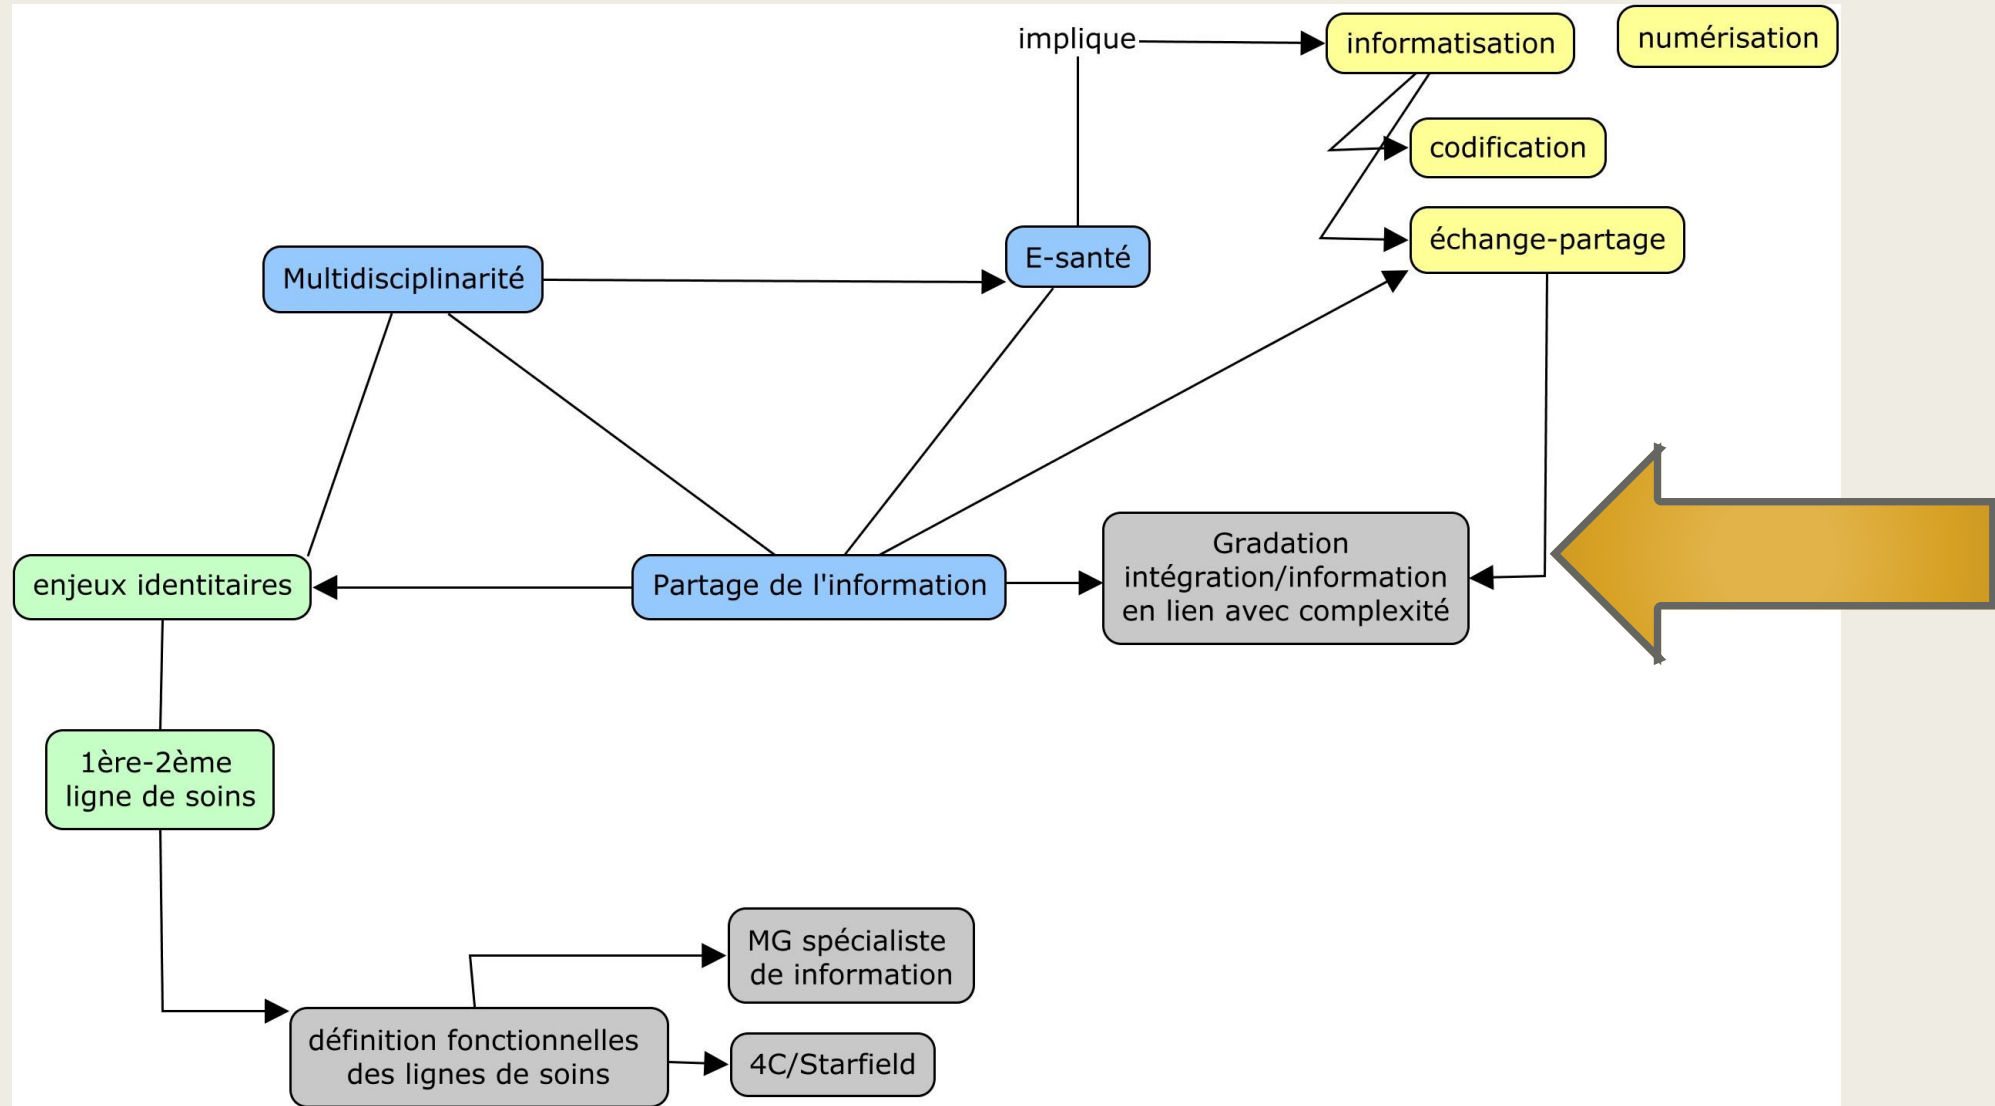 implique
informatisation
numérisation
codification
échange-partage
E-santé
Multidisciplinarité
Gradation
intégration/information
en lien avec complexité
enjeux identitaires
Partage de l'information
1ère-2ème
ligne de soins
MG spécialiste
de information
définition fonctionnelles
des lignes de soins
4C/Starfield